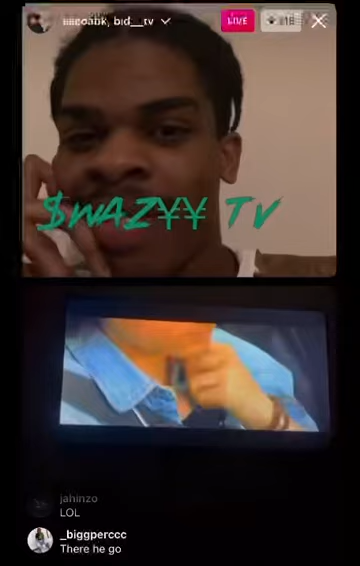 LIVE
$WAZ¥¥ TV
jahinzo
LOL
_biggperccc
There he go